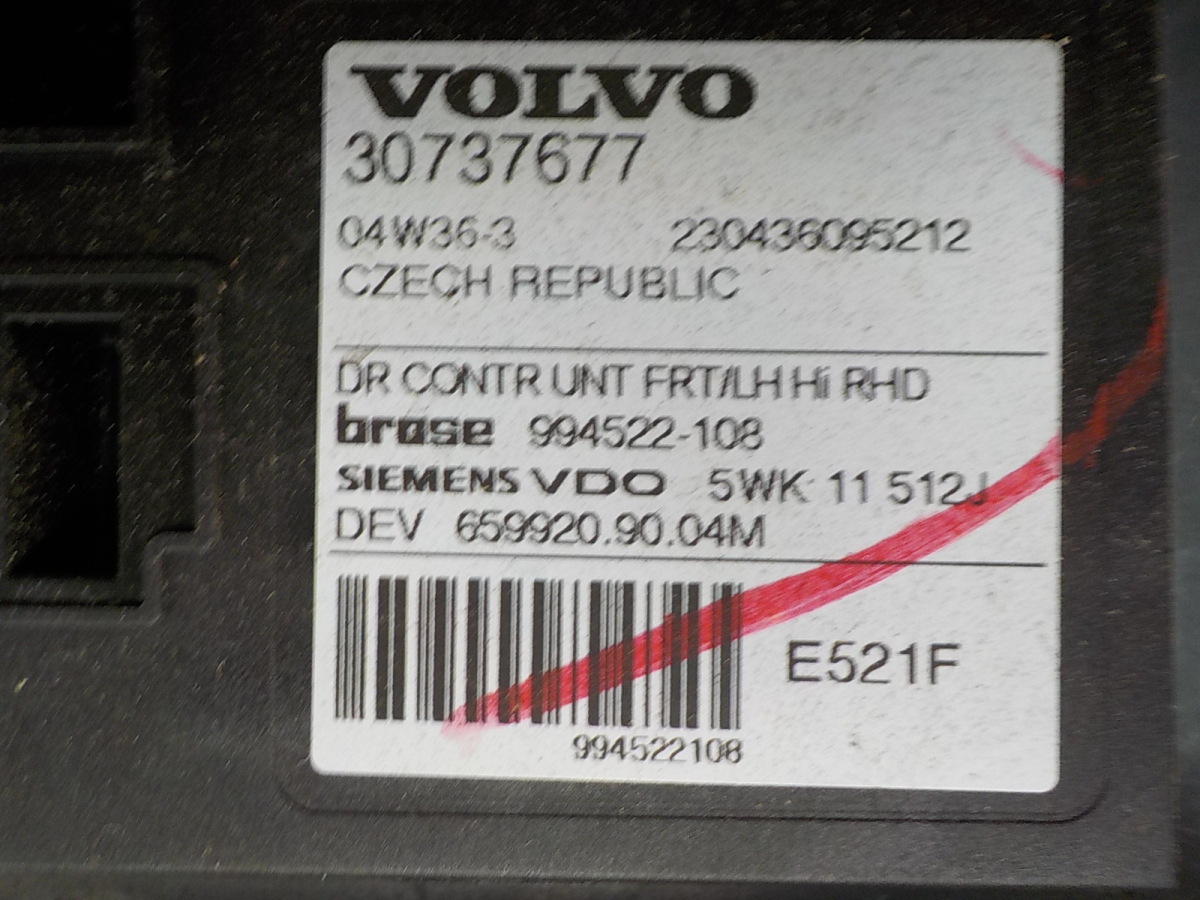 VOLVO
30737677
04W36-3 230436095212
CZECH REPUBLIC
DR CONTR UNT FRT/LH Hi RHD
brose 994522-108
SIEMENS VDO 5WK 11 512J
DEV 659920.90.04M
E521F
994522108